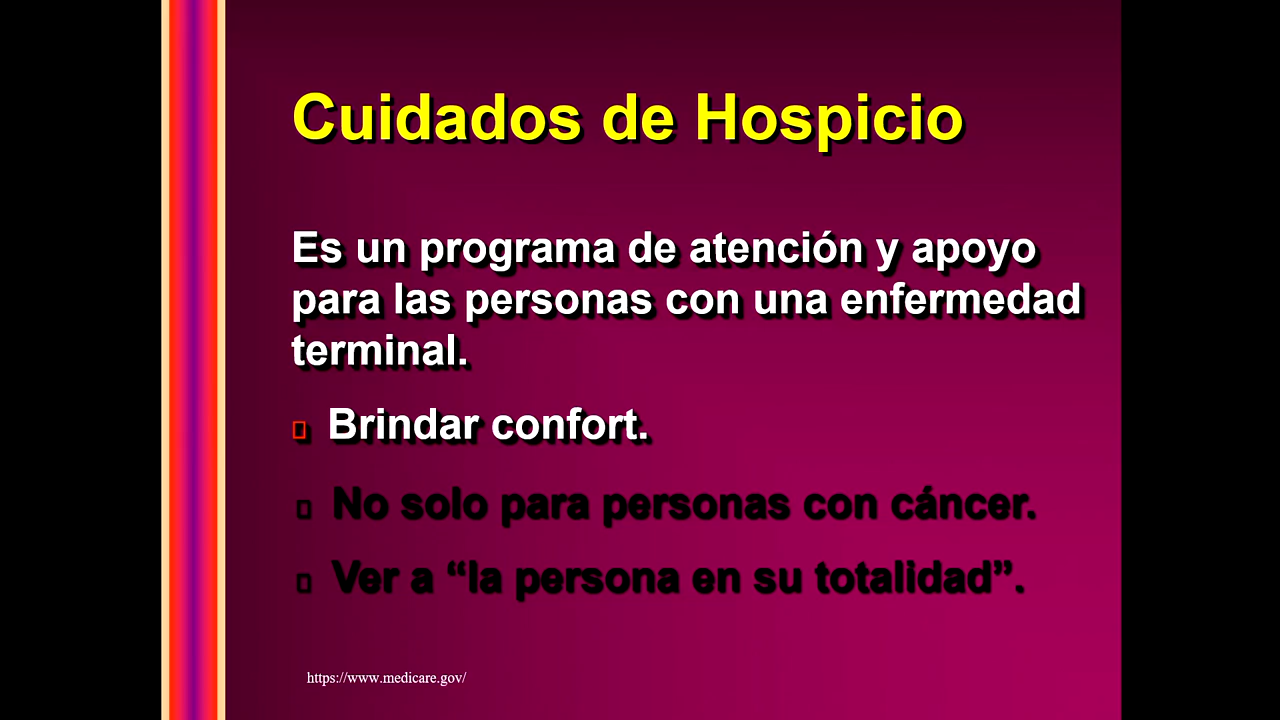 Cuidados de Hospicio
Es un programa de atención y apoyo
para las personas con una enfermedad
terminal.
Brindar confort.
No solo para personas con cáncer.
Ver a “la persona en su totalidad”.
https://www.medicare.gov/